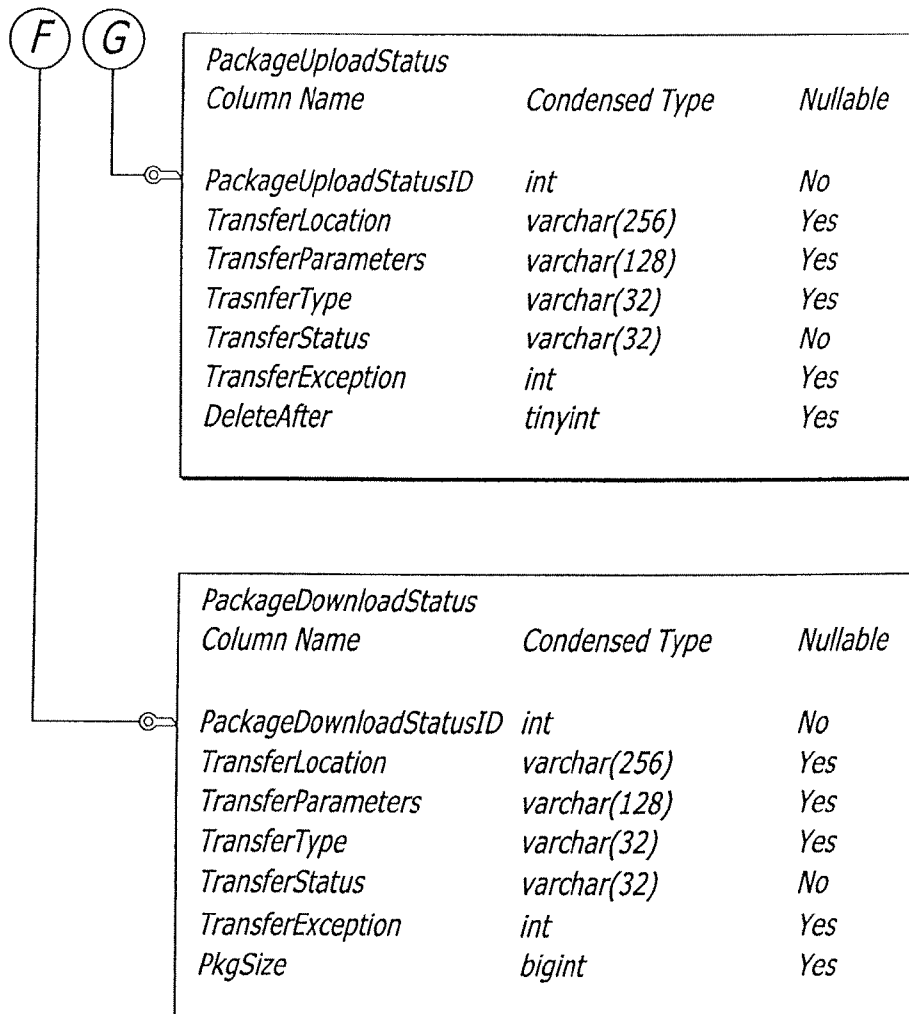 F G
PackageUploadStatus
Column Name Condensed Type Nullable
PackageUploadStatusID int No
TransferLocation varchar(256) Yes
TransferParameters varchar(128) Yes
TrasnferType varchar(32) Yes
TransferStatus varchar(32) No
TransferException int Yes
DeleteAfter tinyint Yes
PackageDownloadStatus
Column Name Condensed Type Nullable
PackageDownloadStatusID int No
TransferLocation varchar(256) Yes
TransferParameters varchar(128) Yes
TransferType varchar(32) Yes
TransferStatus varchar(32) No
TransferException int Yes
PkgSize bigint Yes